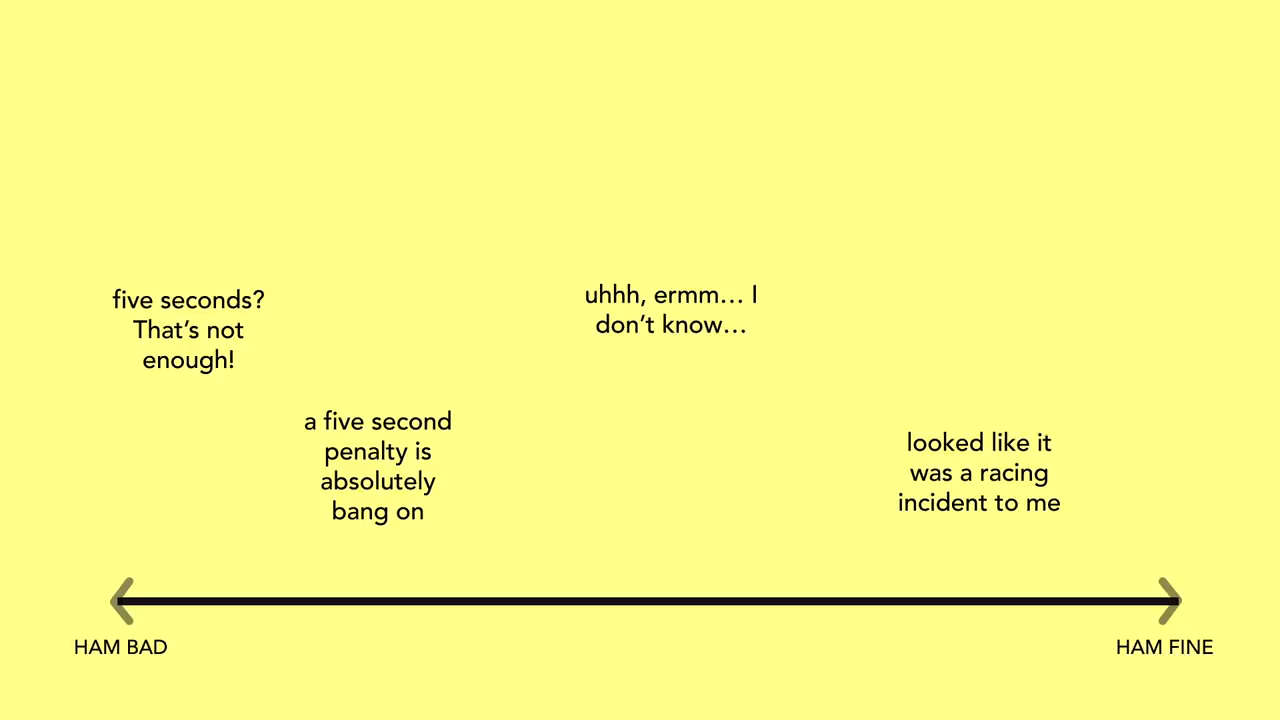 five seconds?
That’s not
enough!
uhhh, ermm… I
don’t know…
a five second
penalty is
absolutely
bang on
looked like it
was a racing
incident to me
HAM BAD
HAM FINE